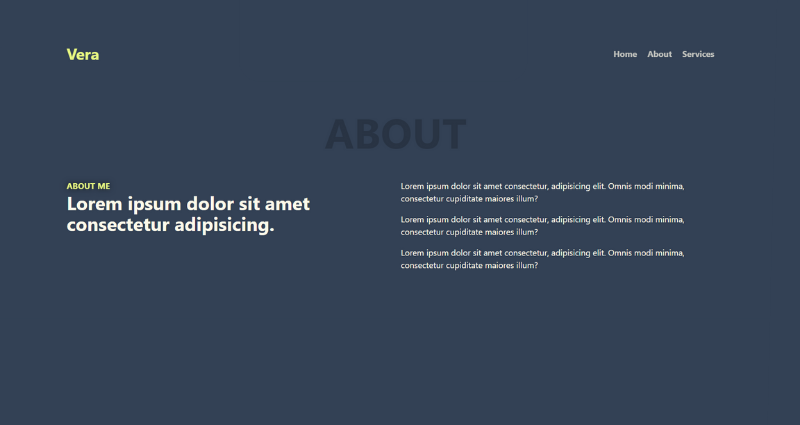 Vera
Home About Services
ABOUT
ABOUT ME
Lorem ipsum dolor sit amet
consectetur adipisicing.
Lorem ipsum dolor sit amet consectetur, adipisicing elit. Omnis modi minima,
consectetur cupiditate maiores illum?
Lorem ipsum dolor sit amet consectetur, adipisicing elit. Omnis modi minima,
consectetur cupiditate maiores illum?
Lorem ipsum dolor sit amet consectetur, adipisicing elit. Omnis modi minima,
consectetur cupiditate maiores illum?